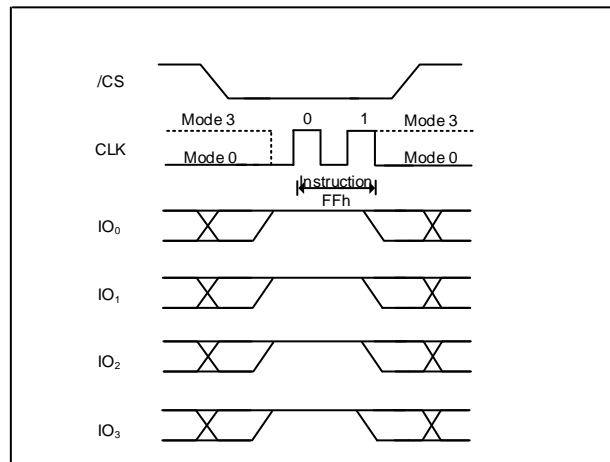 /CS
Mode 3 0 1 Mode 3
CLK
Mode 0 Mode 0
Instruction
FFh
IO₀
IO₁
IO₂
IO₃